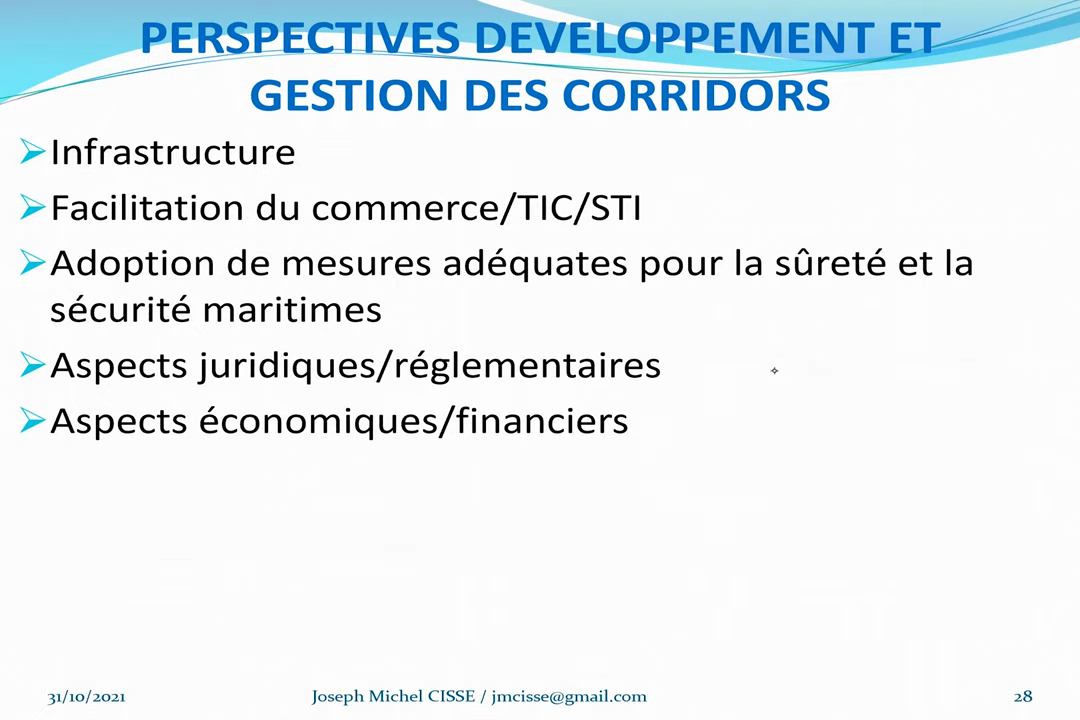 PERSPECTIVES DEVELOPPEMENT ET
GESTION DES CORRIDORS
Infrastructure
Facilitation du commerce/TIC/STI
Adoption de mesures adéquates pour la sûreté et la
sécurité maritimes
Aspects juridiques/réglementaires
Aspects économiques/financiers
31/10/2021 Joseph Michel CISSE / jmcisse@gmail.com 28